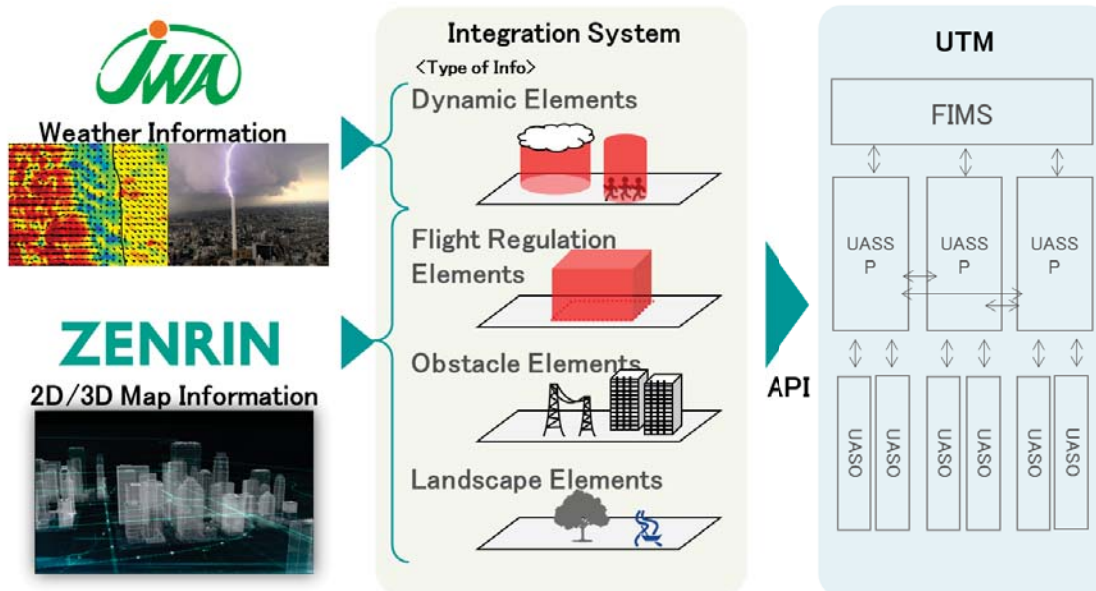 JWA
Weather Information
ZENRIN
2D/3D Map Information
Integration System
<Type of Info>
Dynamic Elements
Flight Regulation
Elements
Obstacle Elements
Landscape Elements
API
UTM
FIMS
UASS
P
UASS
P
UASS
P
UASO
UASO
UASO
UASO
UASO
UASO